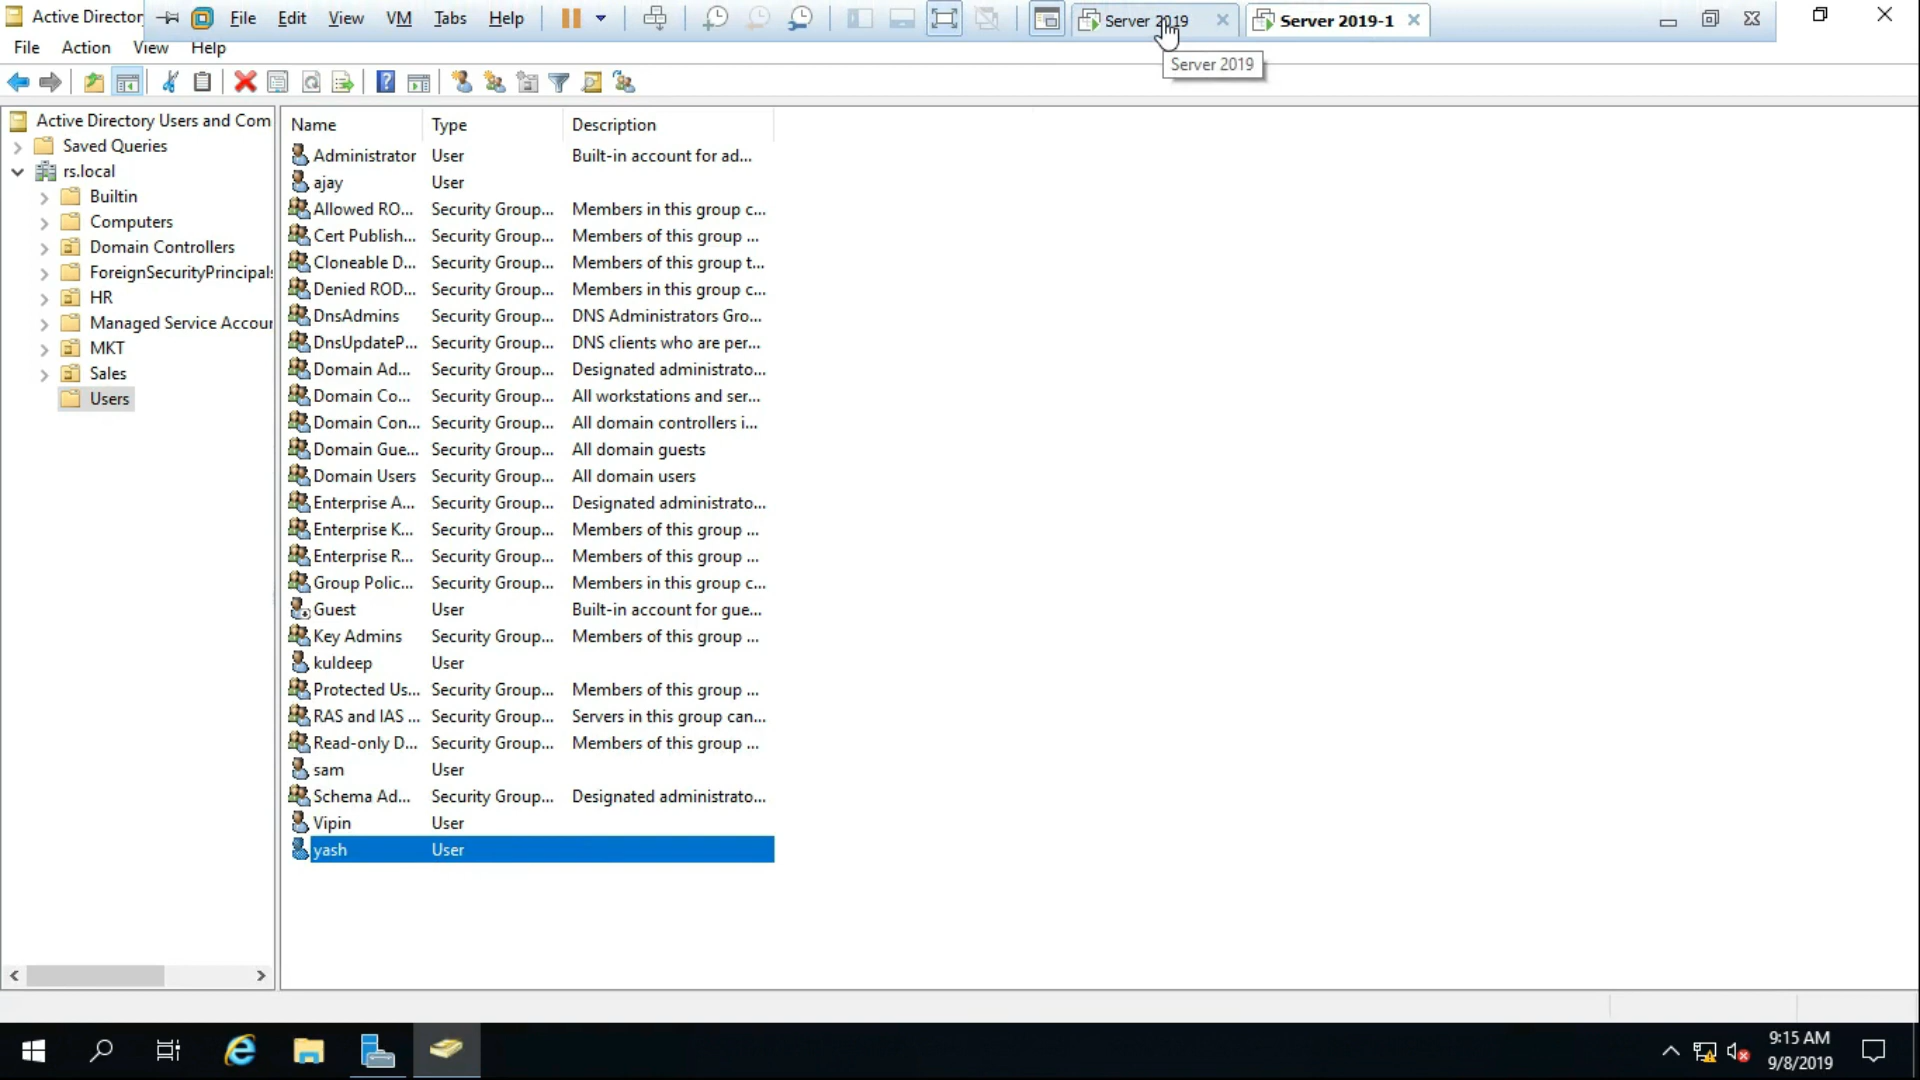 Active Director
File Edit View VM Tabs Help
Server 2019
Server 2019-1
File Action View Help
Server 2019
Active Directory Users and Com
Saved Queries
rs.local
Builtin
Computers
Domain Controllers
ForeignSecurityPrincipals
HR
Managed Service Accour
MKT
Sales
Users
Name Type Description
Administrator User Built-in account for ad...
ajay User
Allowed RO... Security Group... Members in this group c...
Cert Publish... Security Group... Members of this group ...
Cloneable D... Security Group... Members of this group t...
Denied ROD... Security Group... Members in this group c...
DnsAdmins Security Group... DNS Administrators Gro...
DnsUpdateP... Security Group... DNS clients who are per...
Domain Ad... Security Group... Designated administrato...
Domain Co... Security Group... All workstations and ser...
Domain Con... Security Group... All domain controllers i...
Domain Gue... Security Group... All domain guests
Domain Users Security Group... All domain users
Enterprise A... Security Group... Designated administrato...
Enterprise K... Security Group... Members of this group ...
Enterprise R... Security Group... Members of this group ...
Group Polic... Security Group... Members in this group c...
Guest User Built-in account for gue...
Key Admins Security Group... Members of this group ...
kuldeep User
Protected Us... Security Group... Members of this group ...
RAS and IAS ... Security Group... Servers in this group can...
Read-only D... Security Group... Members of this group ...
sam User
Schema Ad... Security Group... Designated administrato...
Vipin User
yash User
9:15 AM
9/8/2019